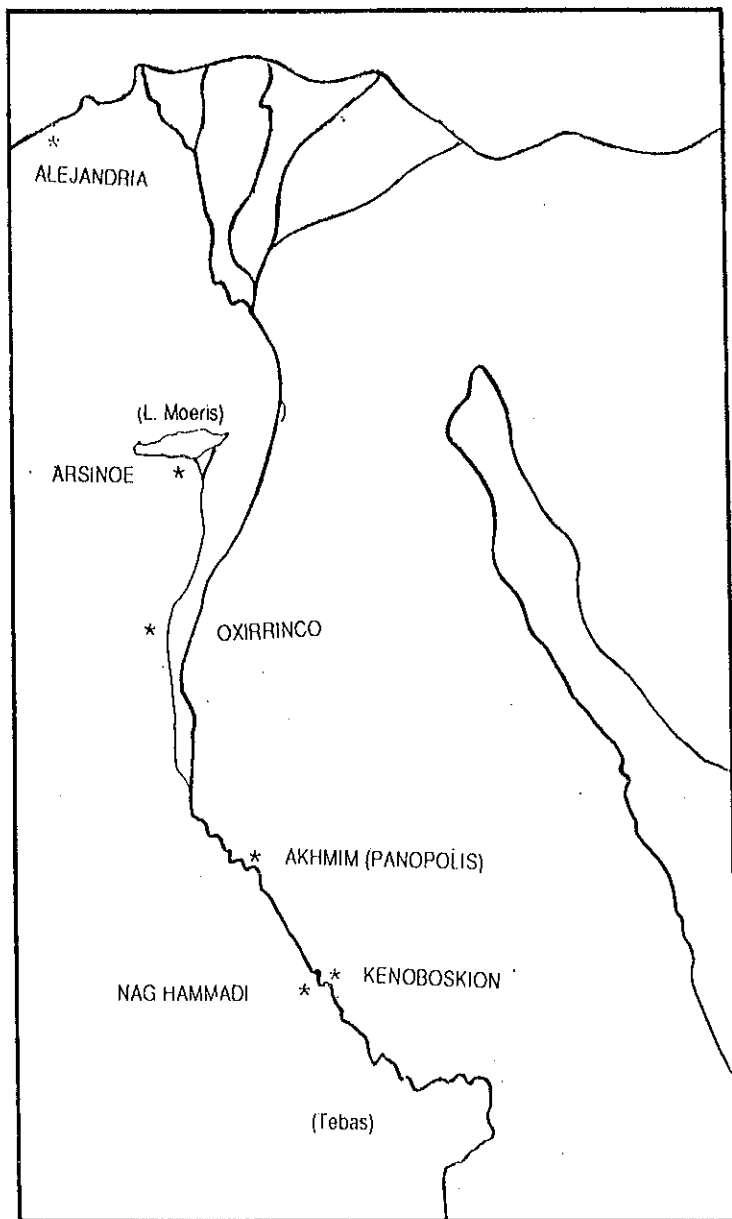 *
ALEJANDRIA
(L. Moeris)
ARSINOE *
* OXIRRINCO
* AKHMIM (PANOPOLIS)
* KENOBOSKION
NAG HAMMADI *
(Tebas)